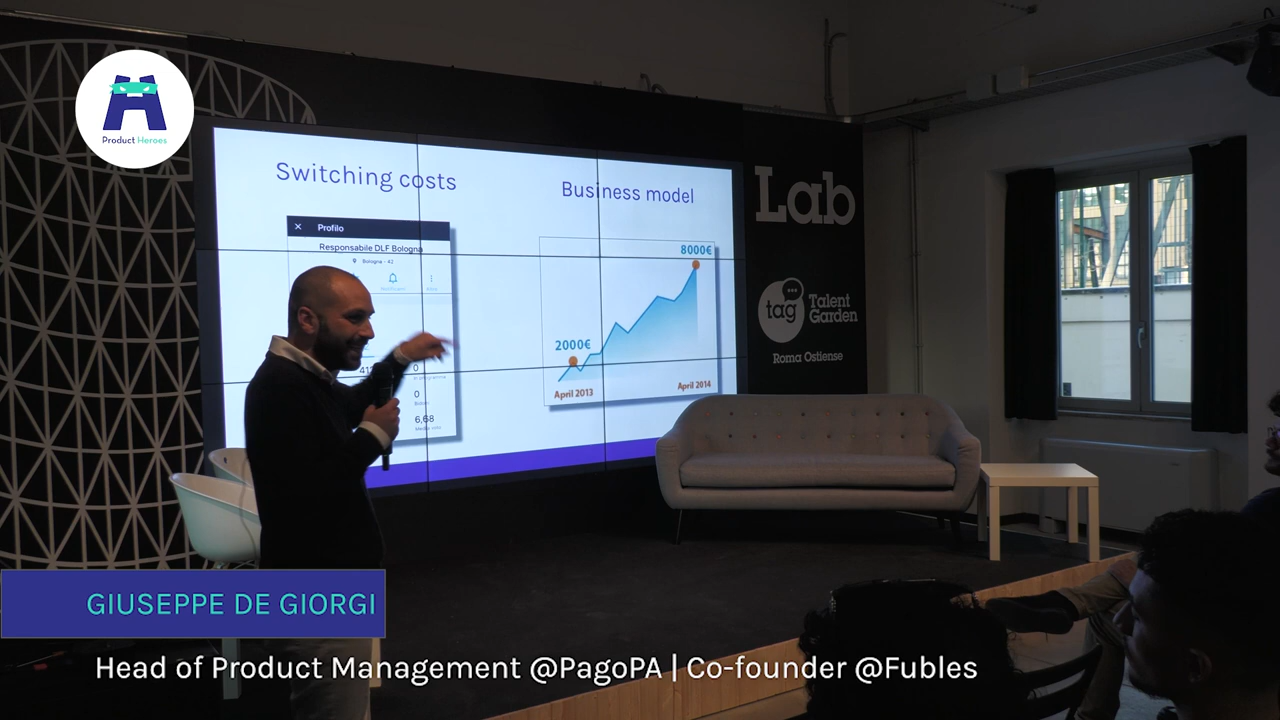 Product Heroes
Switching costs
Business model
Profilo
Responsabile DLF Bologna
Bologna - 42
8000€
2000€
April 2013
April 2014
0
0
6,68
Lab
tag
Talent
Garden
Roma Ostiense
GIUSEPPE DE GIORGI
Head of Product Management @PagoPA | Co-founder @Fubles